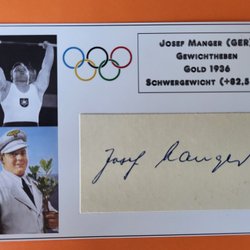 Josef Manger (GER)
Gewichtheben
Gold 1936
Schwergewicht (+82,5
Josef Manger